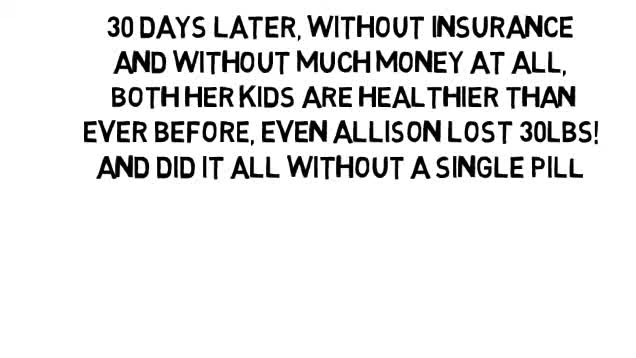 30 DAYS LATER, WITHOUT INSURANCE
AND WITHOUT MUCH MONEY AT ALL,
BOTH HER KIDS ARE HEALTHIER THAN
EVER BEFORE, EVEN ALLISON LOST 30LBS!
AND DID IT ALL WITHOUT A SINGLE PILL